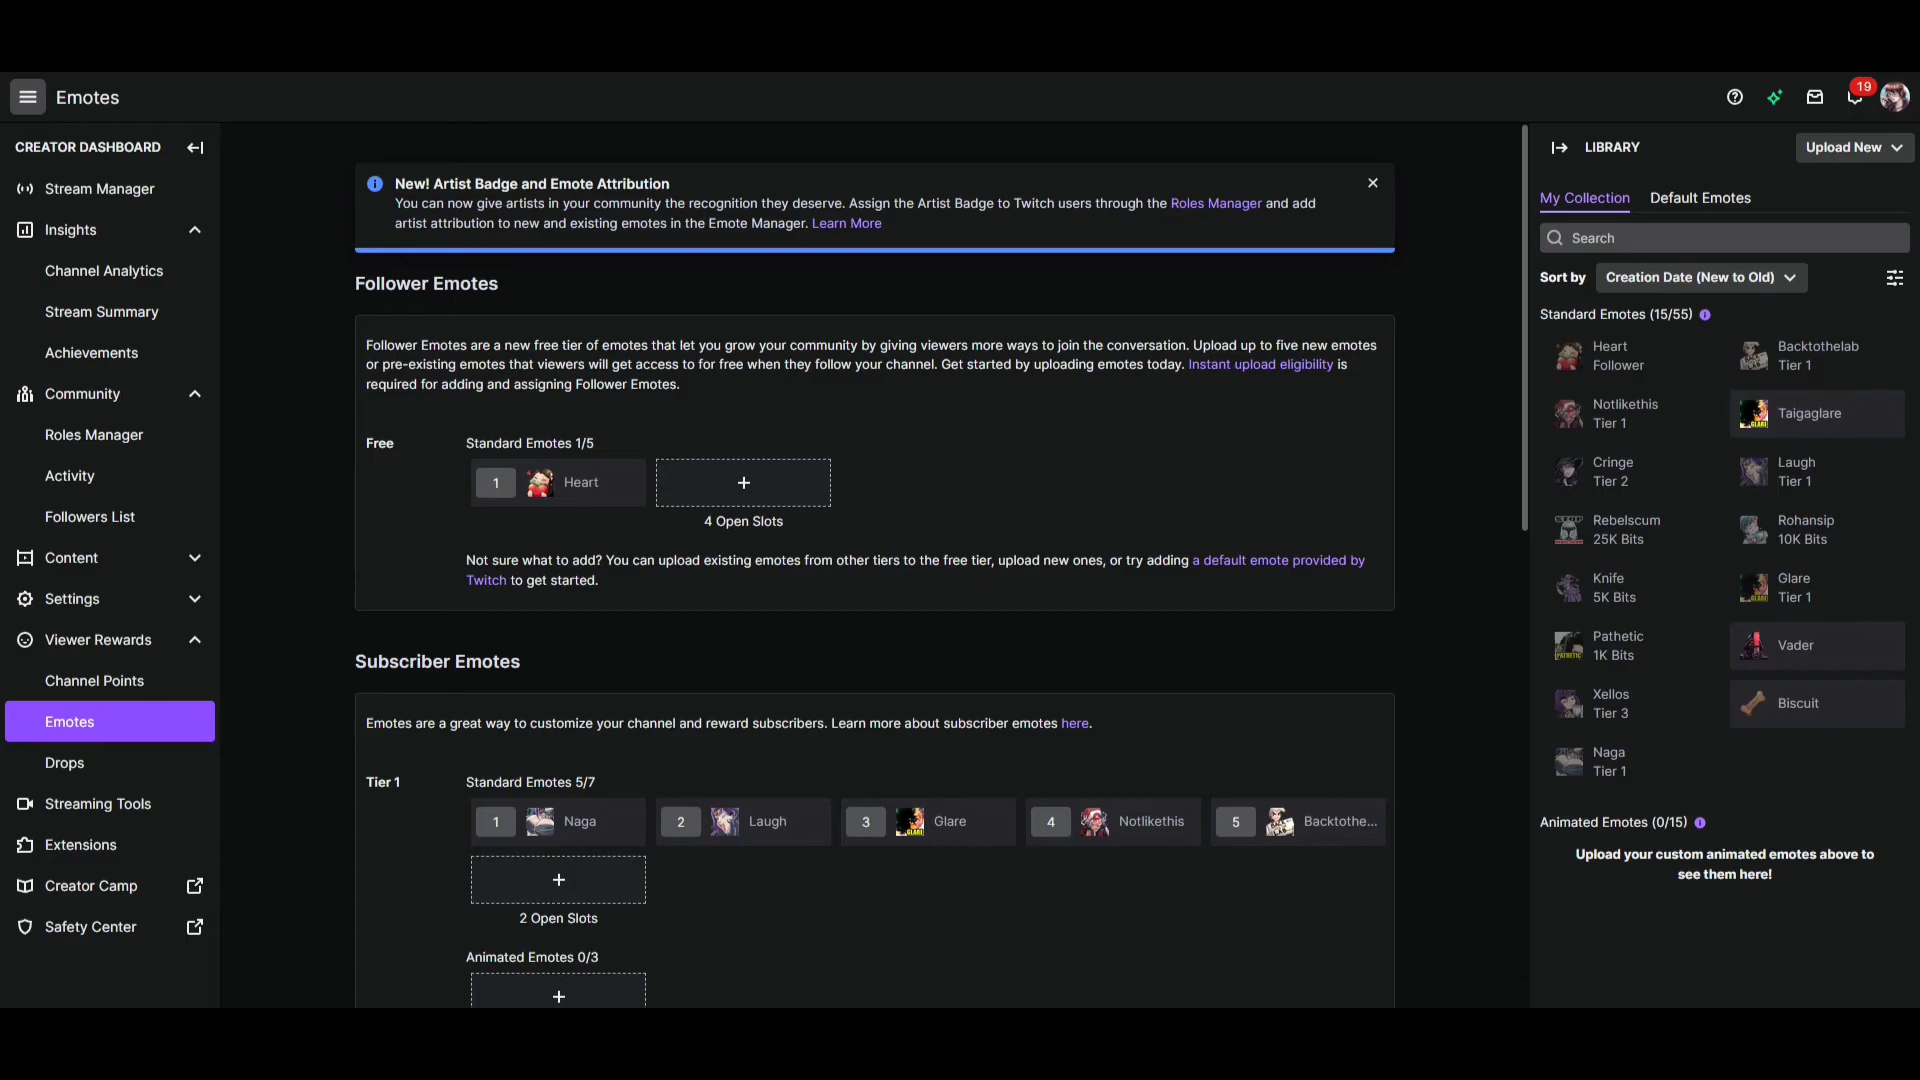 Emotes
19
CREATOR DASHBOARD
Stream Manager
Insights
Channel Analytics
Stream Summary
Achievements
Community
Roles Manager
Activity
Followers List
Content
Settings
Viewer Rewards
Channel Points
Emotes
Drops
Streaming Tools
Extensions
Creator Camp
Safety Center
New! Artist Badge and Emote Attribution
You can now give artists in your community the recognition they deserve. Assign the Artist Badge to Twitch users through the Roles Manager and add
artist attribution to new and existing emotes in the Emote Manager. Learn More
Follower Emotes
Follower Emotes are a new free tier of emotes that let you grow your community by giving viewers more ways to join the conversation. Upload up to five new emotes
or pre-existing emotes that viewers will get access to for free when they follow your channel. Get started by uploading emotes today. Instant upload eligibility is
required for adding and assigning Follower Emotes.
Free
Standard Emotes 1/5
1 Heart
+
4 Open Slots
Not sure what to add? You can upload existing emotes from other tiers to the free tier, upload new ones, or try adding a default emote provided by
Twitch to get started.
Subscriber Emotes
Emotes are a great way to customize your channel and reward subscribers. Learn more about subscriber emotes here.
Tier 1
Standard Emotes 5/7
1 Naga
2 Laugh
3 GLARE Glare
4 Notlikethis
5 Backtothe...
+
2 Open Slots
Animated Emotes 0/3
+
LIBRARY
Upload New
My Collection
Default Emotes
Search
Sort by
Creation Date (New to Old)
Standard Emotes (15/55)
Heart
Follower
Backtothelab
Tier 1
Notlikethis
Tier 1
GLARE
Taigaglare
Cringe
Tier 2
Laugh
Tier 1
Rebelscum
25K Bits
Rohansip
10K Bits
Knife
5K Bits
GLARE
Glare
Tier 1
PATHETIC
Pathetic
1K Bits
Vader
Xellos
Tier 3
Biscuit
Naga
Tier 1
Animated Emotes (0/15)
Upload your custom animated emotes above to
see them here!